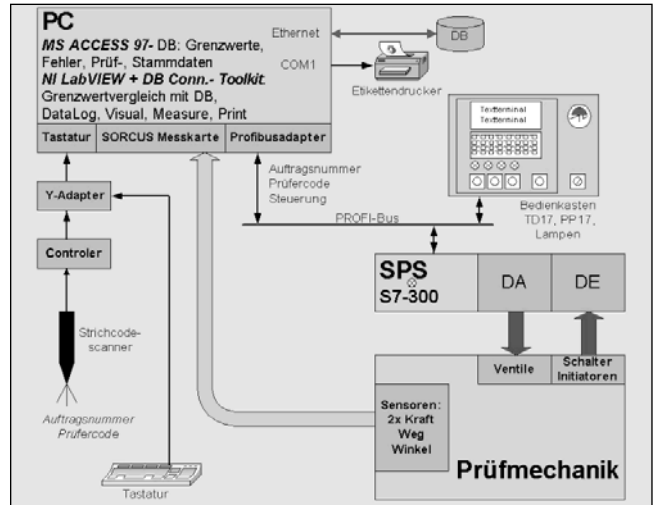 PC
MS ACCESS 97- DB: Grenzwerte,
Fehler, Prüf-, Stammdaten
NI LabVIEW + DB Conn.- Toolkit:
Grenzwertvergleich mit DB,
DataLog, Visual, Measure, Print
Ethernet
COM1
DB
Etikettendrucker
Tastatur
SORCUS Messkarte
Profibusadapter
Textterminal
Textterminal
Auftragsnummer
Prüfercode
Steuerung
Bedienkasten
TD17, PP17,
Lampen
Y-Adapter
PROFI-Bus
Controler
SPS
S7-300
DA
DE
Strichcode-
scanner
Ventile
Schalter
Initiatoren
Auftragsnummer
Prüfercode
Sensoren:
2x Kraft
Weg
Winkel
Prüfmechanik
Tastatur